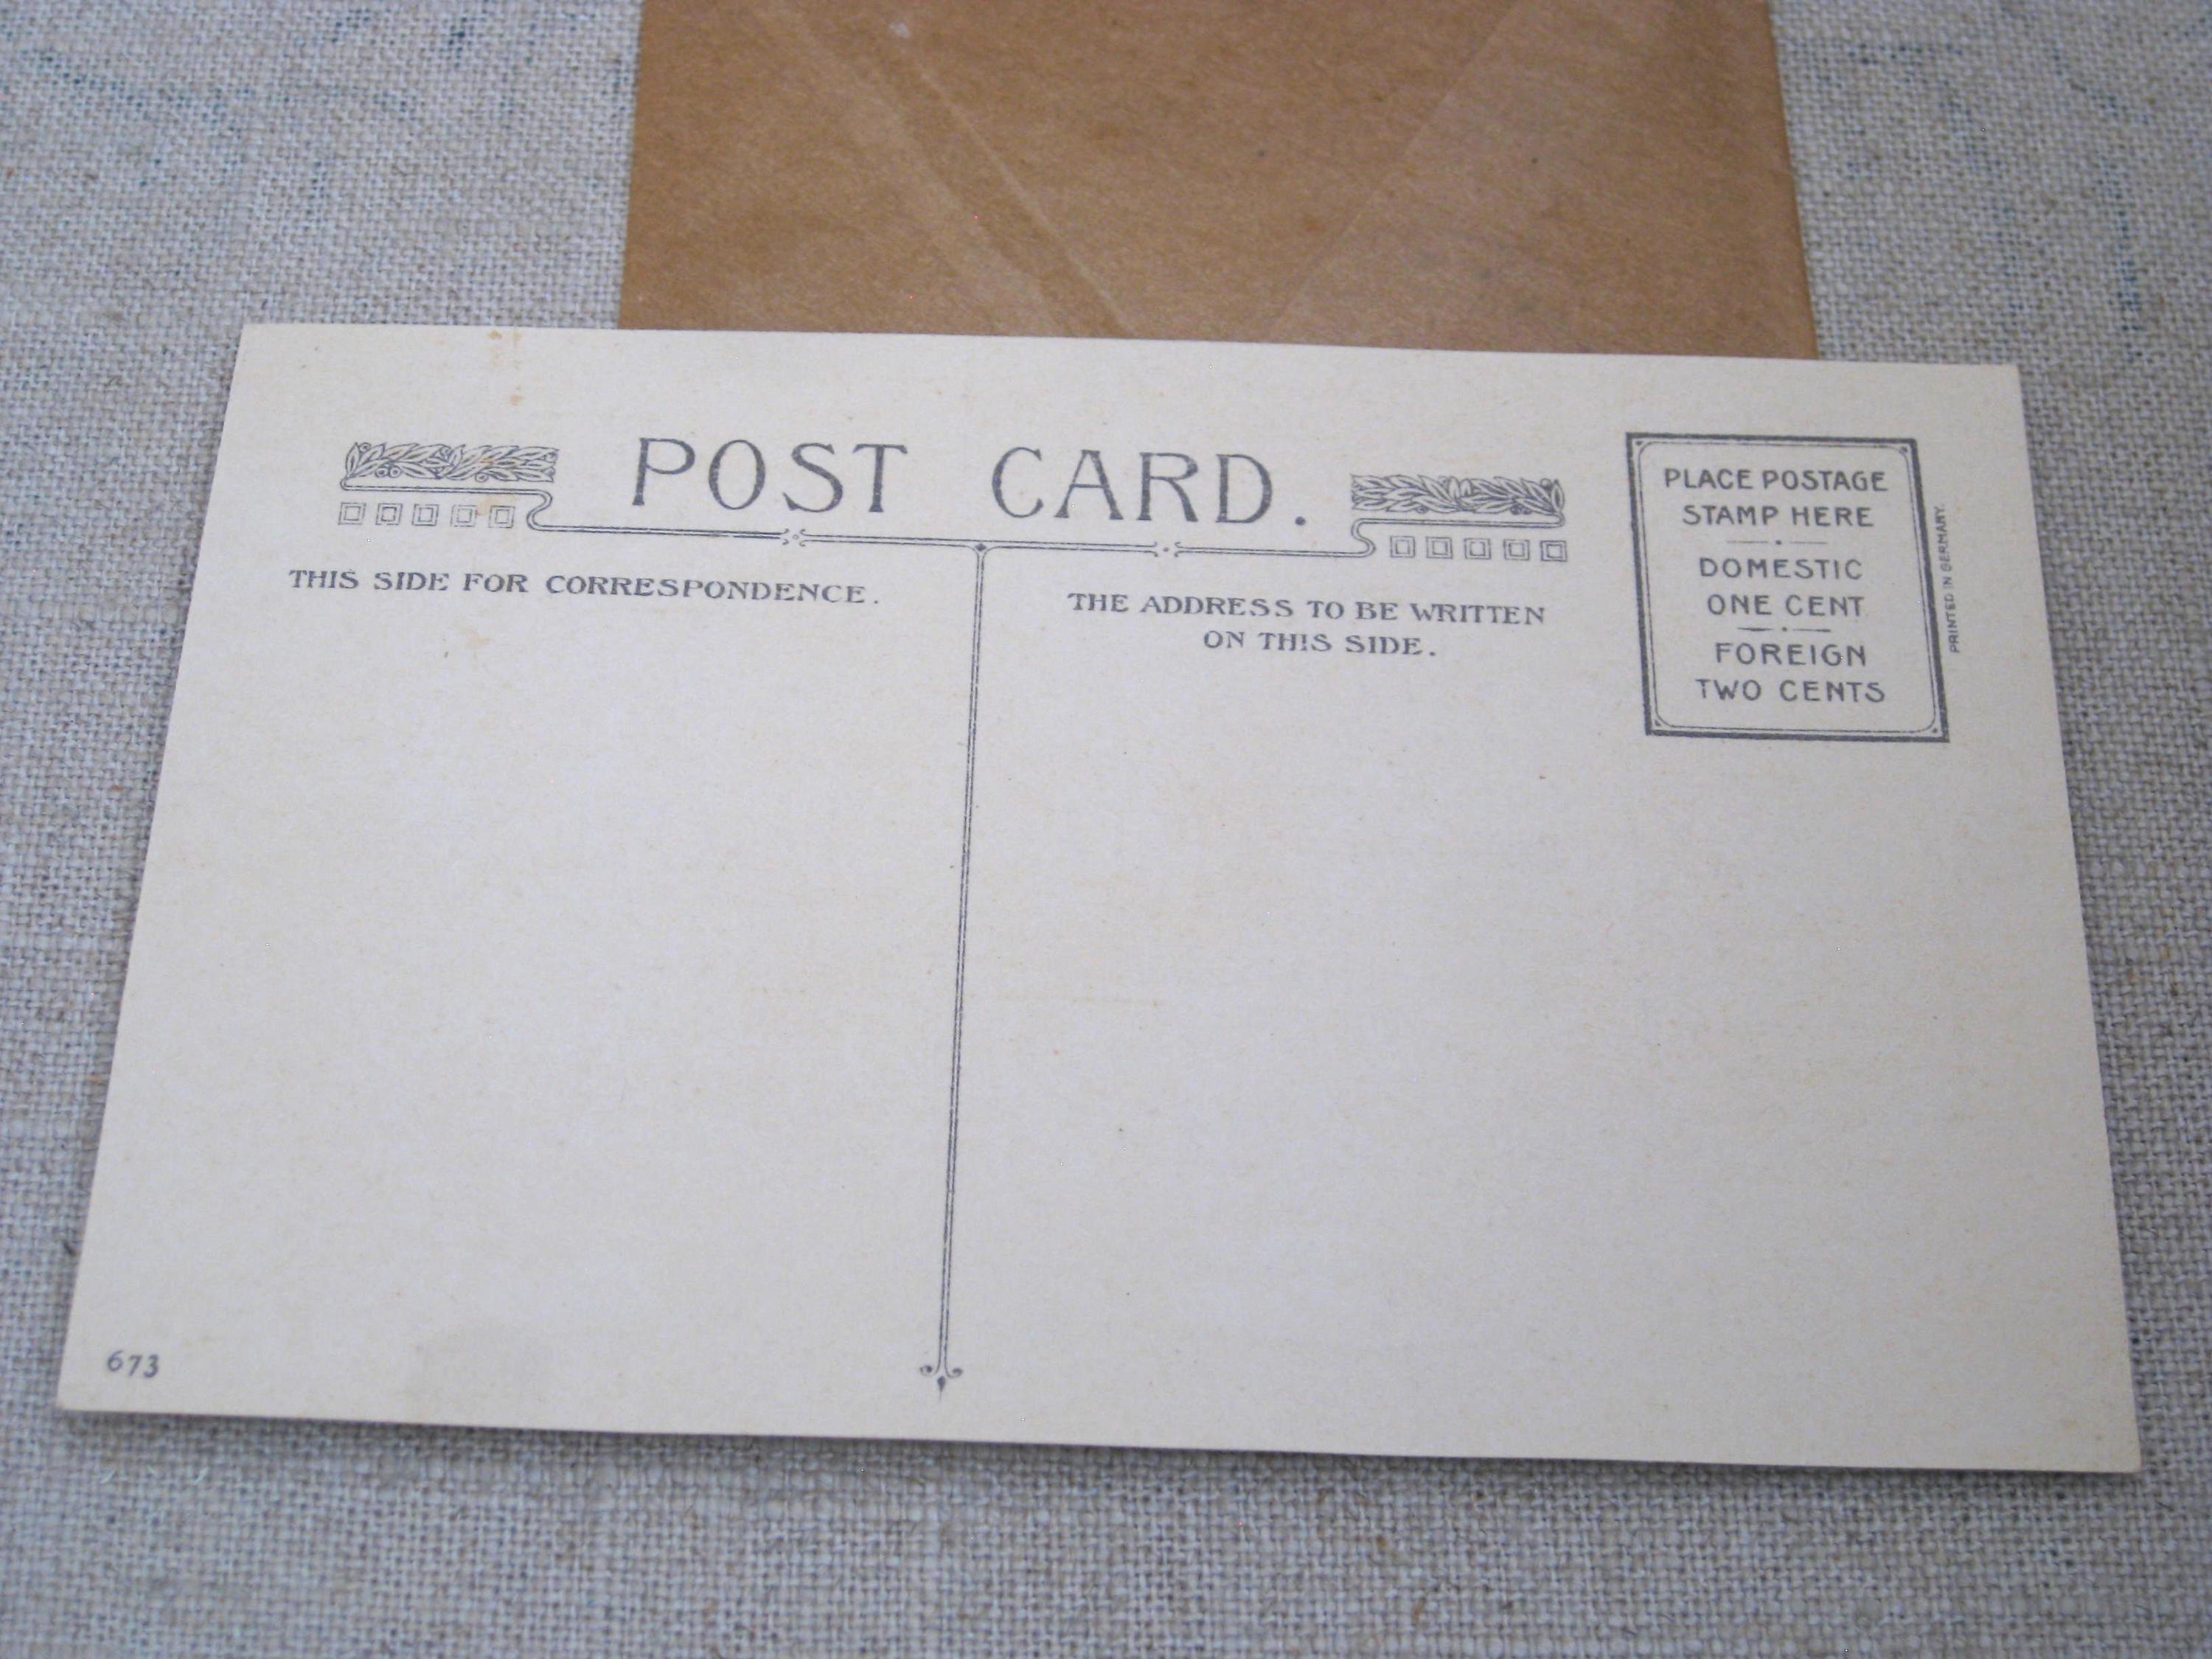 POST CARD.
THIS SIDE FOR CORRESPONDENCE.
THE ADDRESS TO BE WRITTEN
ON THIS SIDE.
PLACE POSTAGE
STAMP HERE
DOMESTIC
ONE CENT
FOREIGN
TWO CENTS
PRINTED IN GERMANY.
673